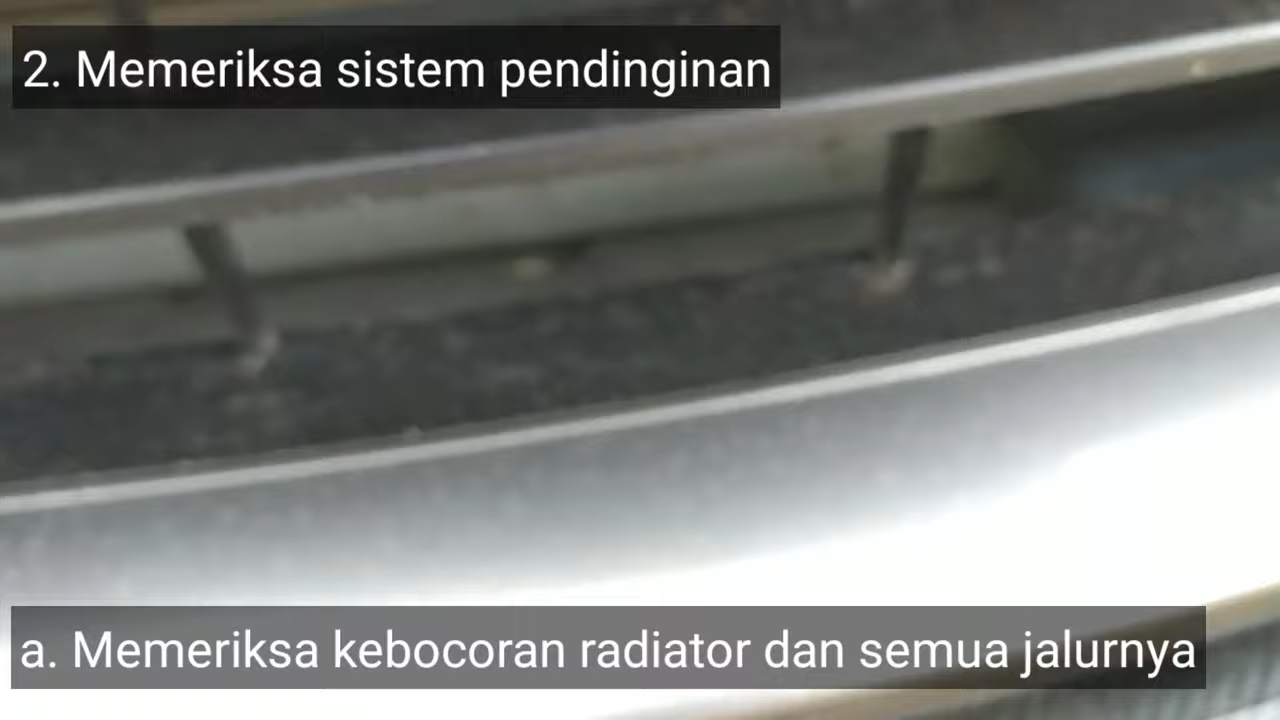 2. Memeriksa sistem pendinginan
a. Memeriksa kebocoran radiator dan semua jalurnya